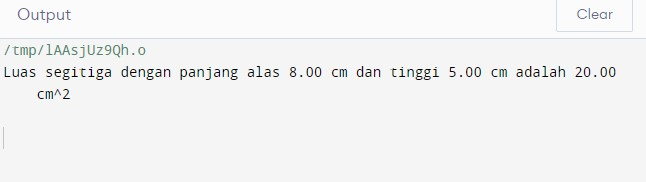 Output
Clear
/tmp/lAAsjUz9Qh.o
Luas segitiga dengan panjang alas 8.00 cm dan tinggi 5.00 cm adalah 20.00
cm^2